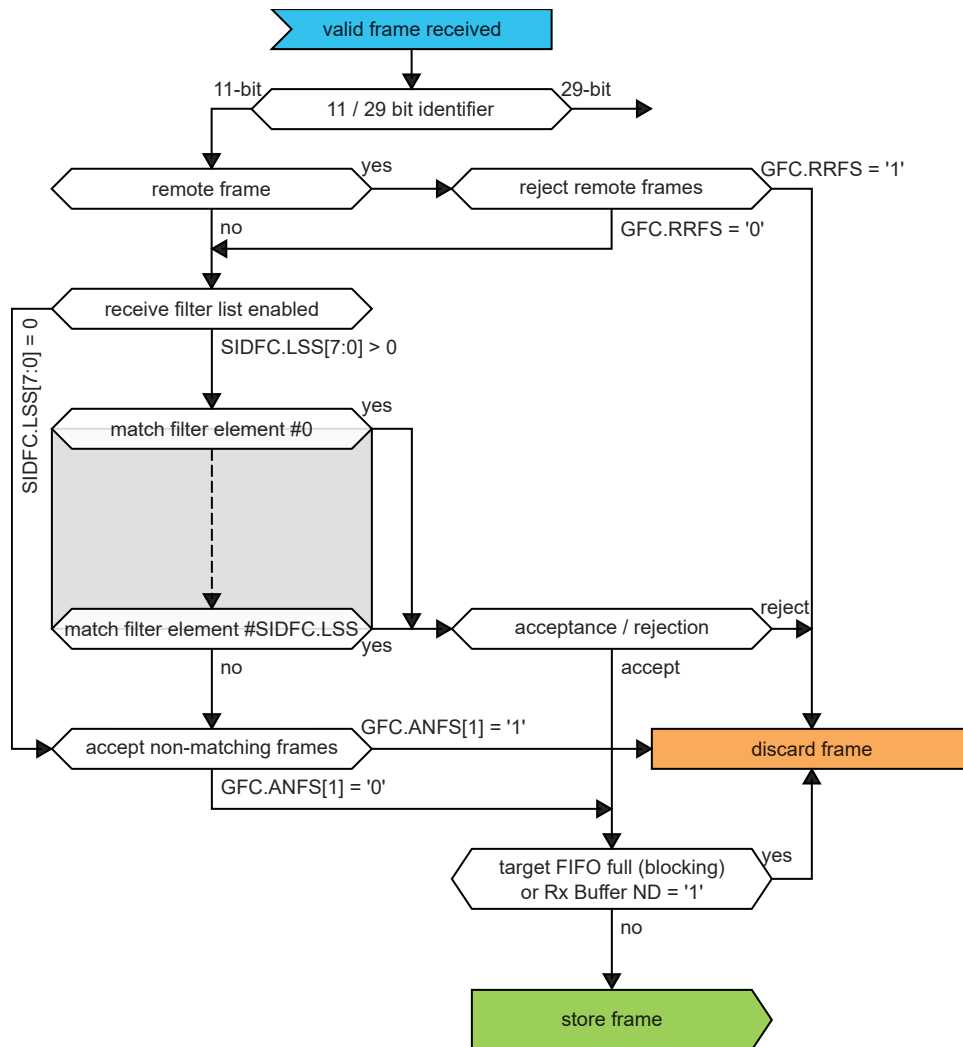 valid frame received
11-bit
29-bit
11 / 29 bit identifier
yes
GFC.RRFS = '1'
remote frame
reject remote frames
no
GFC.RRFS = '0'
receive filter list enabled
SIDFC.LSS[7:0] = 0
SIDFC.LSS[7:0] > 0
yes
match filter element #0
reject
match filter element #SIDFC.LSS
acceptance / rejection
yes
no
accept
GFC.ANFS[1] = '1'
accept non-matching frames
discard frame
GFC.ANFS[1] = '0'
yes
target FIFO full (blocking)
or Rx Buffer ND = '1'
no
store frame